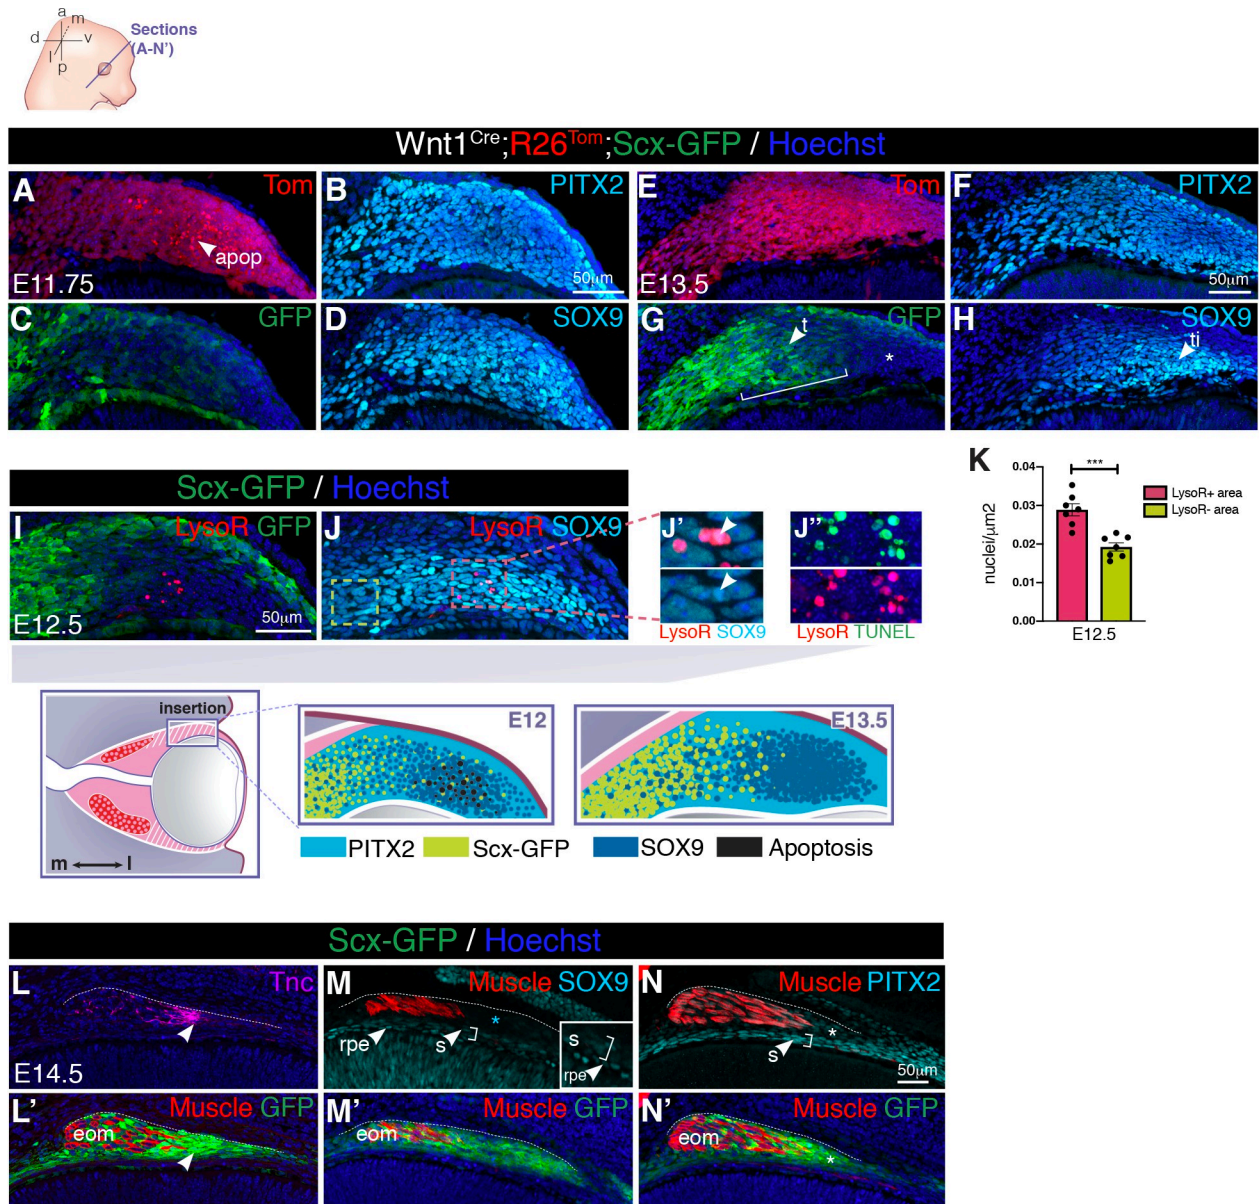 a
m
d
v
l
p
Sections
(A-N')
Wnt1Cre;R26Tom;Scx-GFP / Hoechst
A
Tom
apop
E11.75
B
PITX2
50μm
E
Tom
E13.5
F
PITX2
50μm
C
GFP
D
SOX9
G
GFP
t
*
H
SOX9
ti
Scx-GFP / Hoechst
I
LysoR GFP
E12.5
50μm
J
LysoR SOX9
J'
LysoR SOX9
J''
LysoR TUNEL
K
***
0.04
0.03
0.02
0.01
0.00
nuclei/μm2
E12.5
LysoR+ area
LysoR- area
insertion
m
l
E12
E13.5
PITX2
Scx-GFP
SOX9
Apoptosis
Scx-GFP / Hoechst
L
Tnc
E14.5
M
Muscle SOX9
*
rpe
s
s
rpe
N
Muscle PITX2
*
s
50μm
L'
Muscle GFP
eom
M'
Muscle GFP
eom
N'
Muscle GFP
eom
*